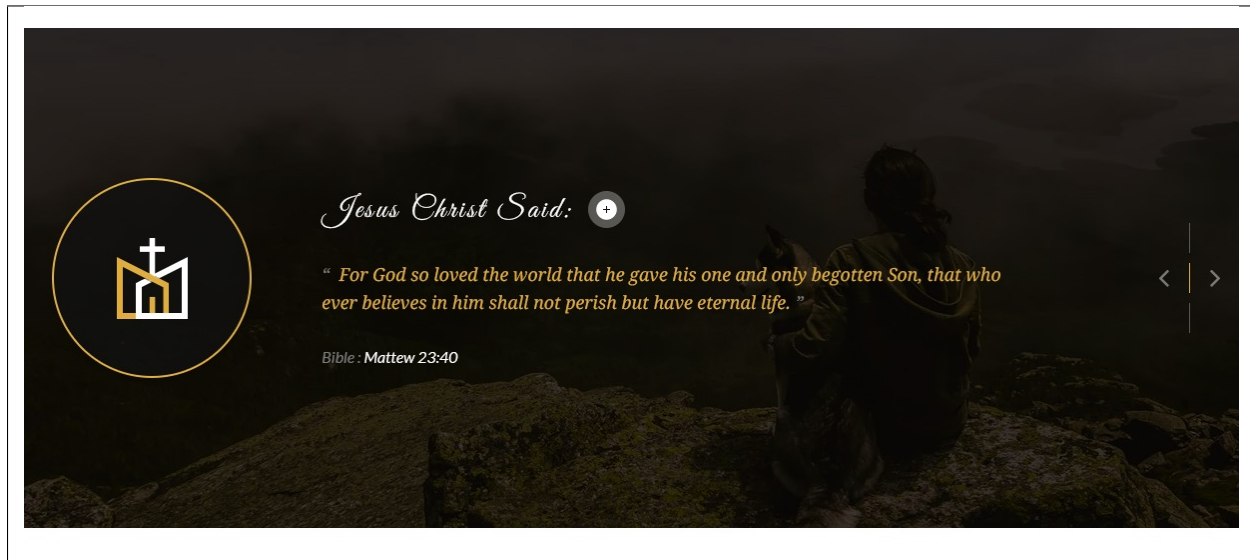 Jesus Christ Said:
“ For God so loved the world that he gave his one and only begotten Son, that who
ever believes in him shall not perish but have eternal life. ”
Bible : Mattew 23:40